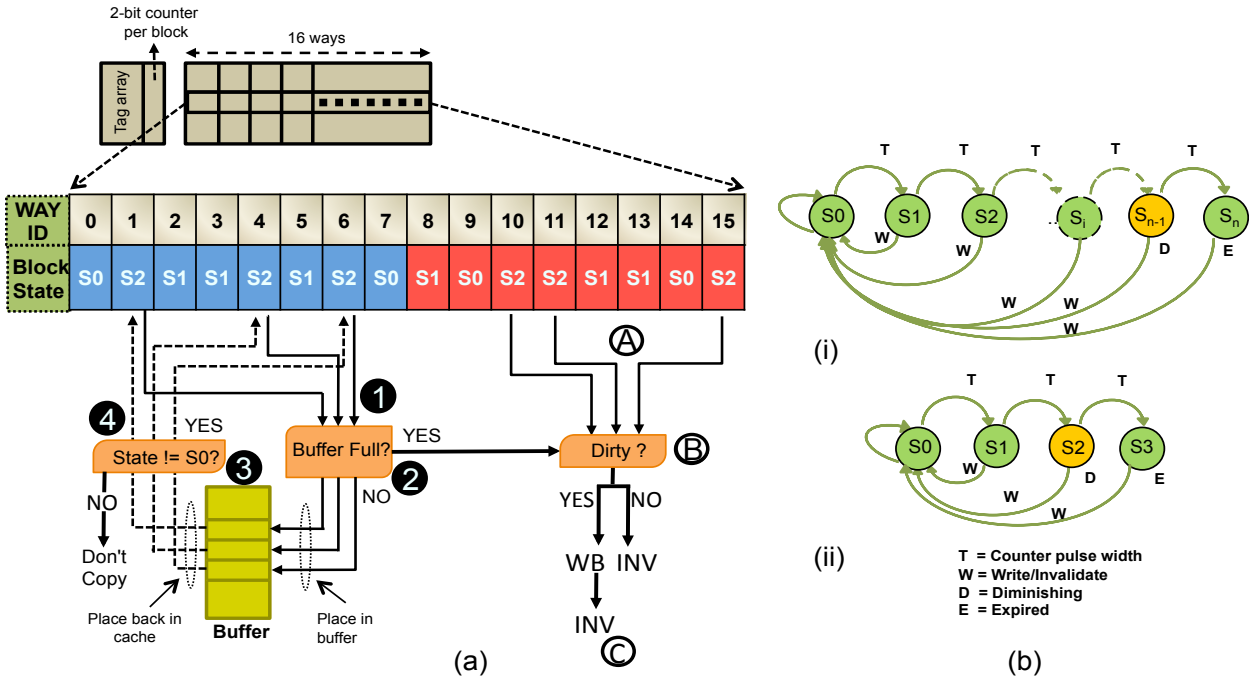 2-bit counter
per block
16 ways
Tag array
WAY ID 0 1 2 3 4 5 6 7 8 9 10 11 12 13 14 15
Block State S0 S2 S1 S1 S2 S1 S2 S0 S1 S0 S2 S2 S1 S1 S0 S2
A
1
4
YES
State != S0?
3
NO
Don't
Copy
Buffer Full?
YES
2
NO
Dirty ?
B
YES
NO
WB
INV
INV
C
Place back in
cache
Buffer
Place in
buffer
(a)
T T T T T
S0 S1 S2 Si Sn-1 Sn
W
W
D
E
W
W
W
(i)
T T T
S0 S1 S2 S3
W
D
E
W
W
(ii)
T = Counter pulse width
W = Write/Invalidate
D = Diminishing
E = Expired
(b)